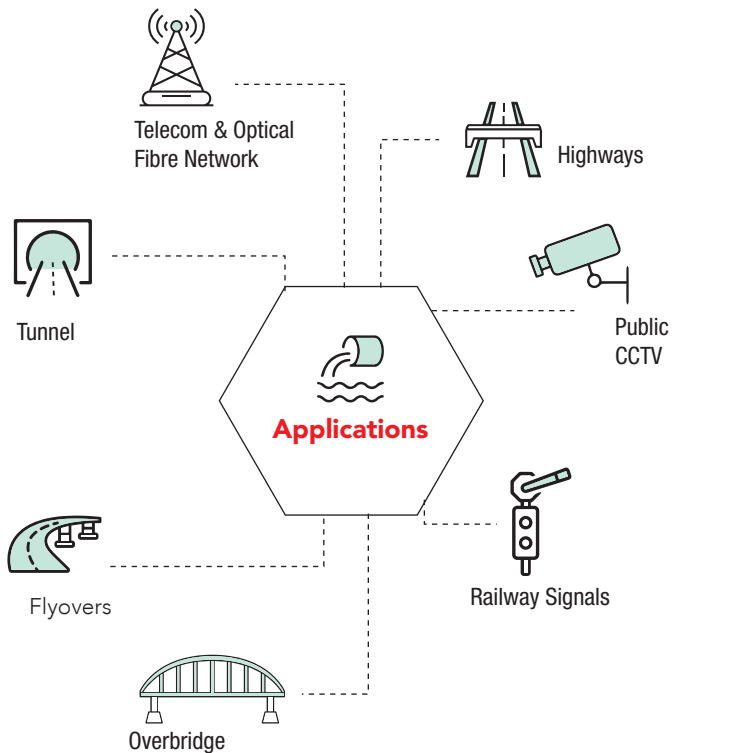 Telecom & Optical
Fibre Network
Highways
Tunnel
Public
CCTV
Applications
Railway Signals
Flyovers
Overbridge